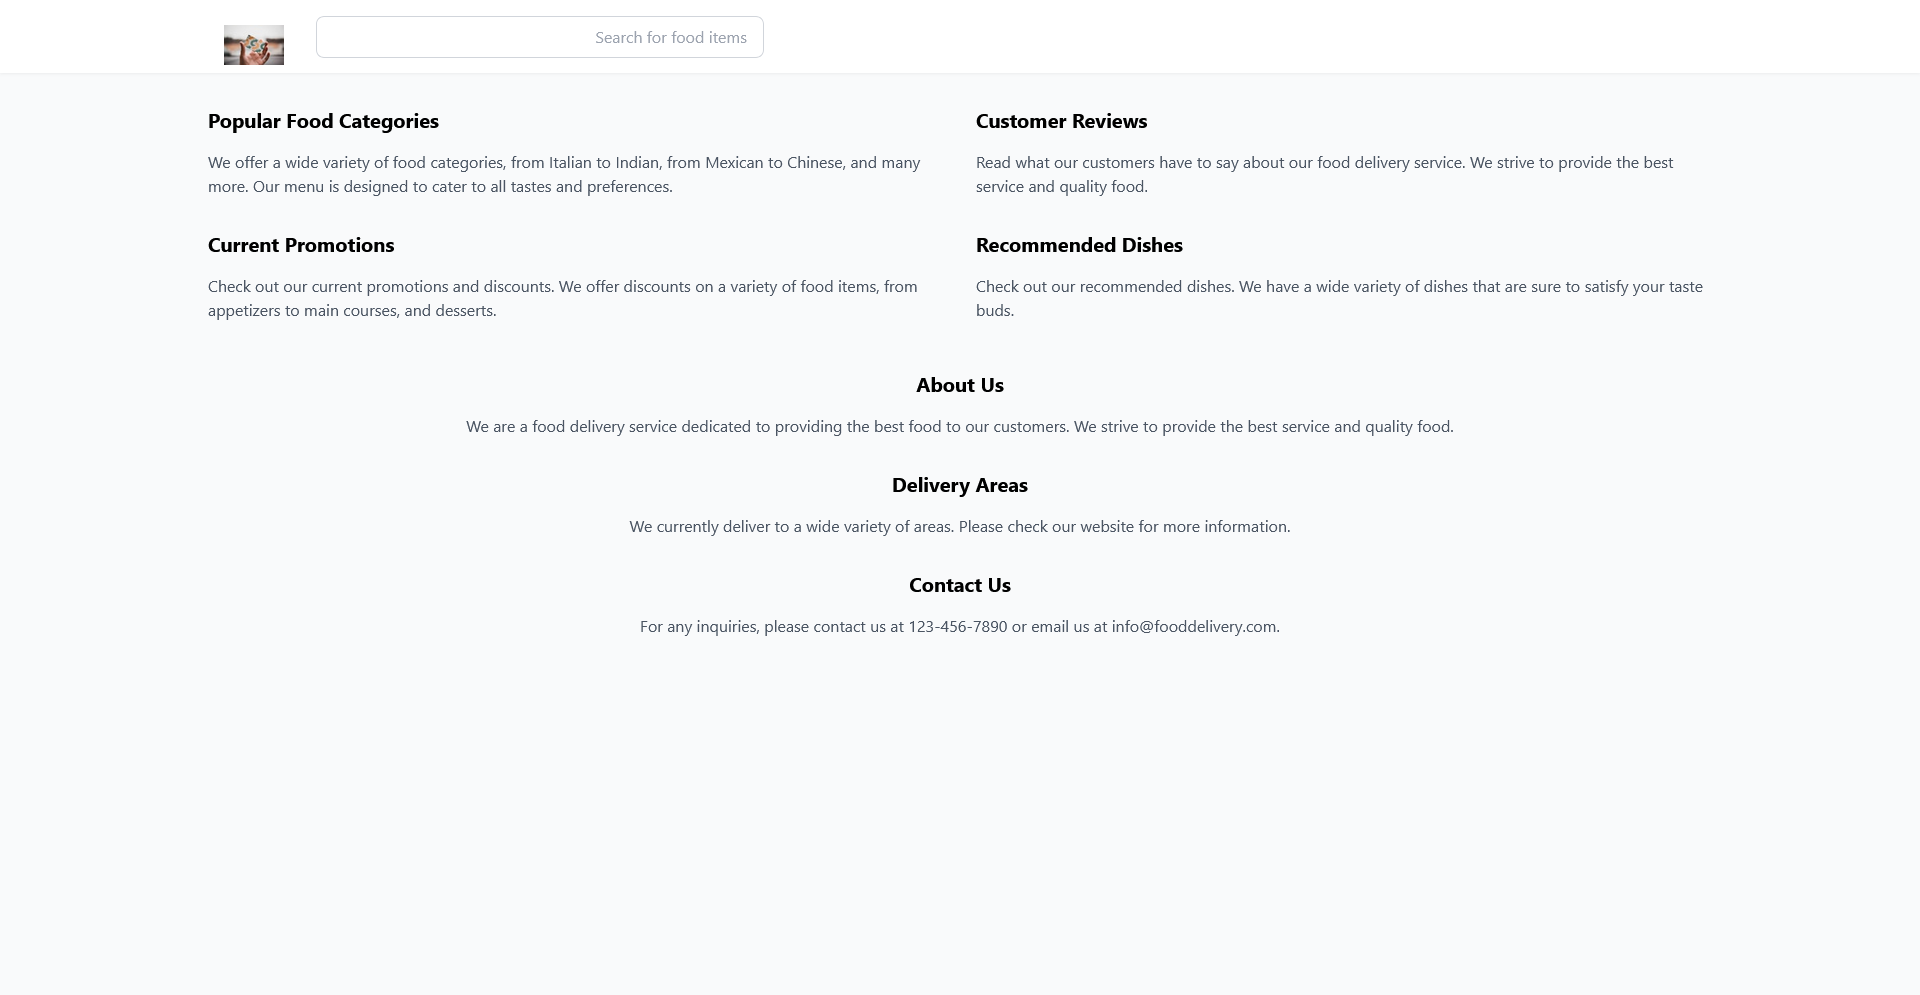 Search for food items
Popular Food Categories
We offer a wide variety of food categories, from Italian to Indian, from Mexican to Chinese, and many
more. Our menu is designed to cater to all tastes and preferences.
Customer Reviews
Read what our customers have to say about our food delivery service. We strive to provide the best
service and quality food.
Current Promotions
Check out our current promotions and discounts. We offer discounts on a variety of food items, from
appetizers to main courses, and desserts.
Recommended Dishes
Check out our recommended dishes. We have a wide variety of dishes that are sure to satisfy your taste
buds.
About Us
We are a food delivery service dedicated to providing the best food to our customers. We strive to provide the best service and quality food.
Delivery Areas
We currently deliver to a wide variety of areas. Please check our website for more information.
Contact Us
For any inquiries, please contact us at 123-456-7890 or email us at info@fooddelivery.com.